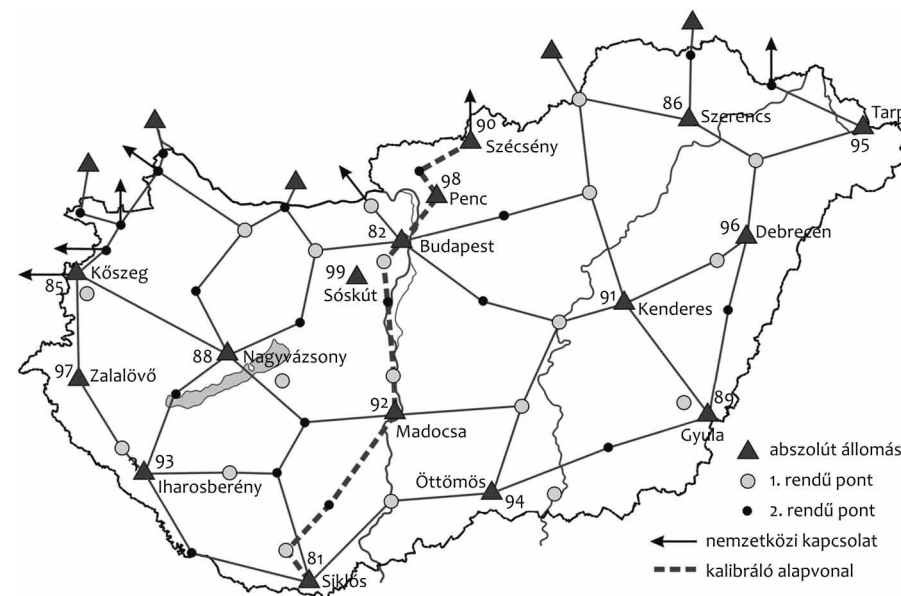 86
Szerencs
Tarp
95
90
Szécsény
98
Penc
82
Budapest
96
Debrecen
99
Sóskút
Kőszeg
85
91
Kenderes
88
Nagyvázsony
97
Zalalövő
92
Madocsa
89
Gyula
93
Iharosberény
Öttömös
94
81
Siklós
abszolút állomás
1. rendű pont
2. rendű pont
nemzetközi kapcsolat
kalibráló alapvonal